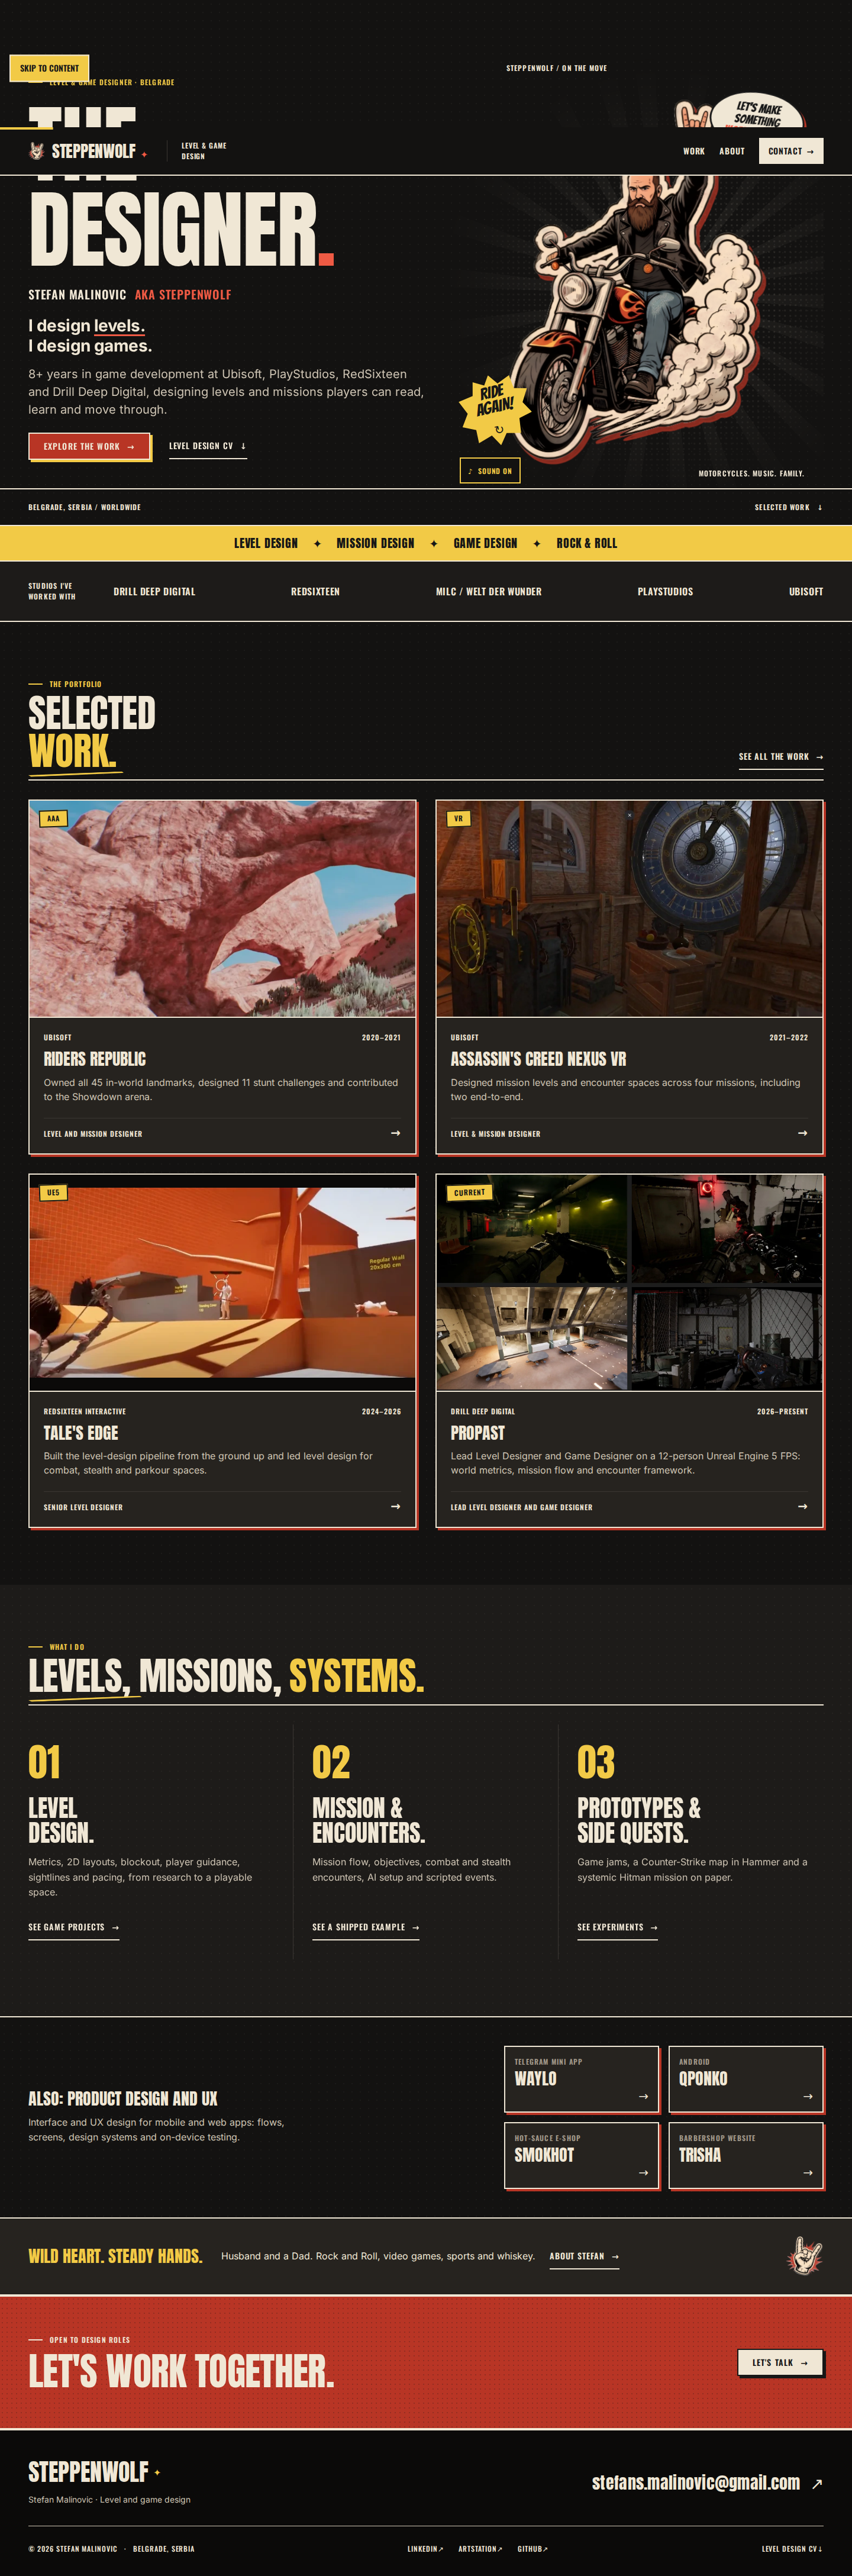 SKIP TO CONTENT
LEVEL & GAME DESIGNER · BELGRADE
STEPPENWOLF / ON THE MOVE
LET'S MAKE
SOMETHING
THE
STEPPENWOLF
LEVEL & GAME
DESIGN
WORK
ABOUT
CONTACT →
DESIGNER.
STEFAN MALINOVIC AKA STEPPENWOLF
I design levels.
I design games.
8+ years in game development at Ubisoft, PlayStudios, RedSixteen
and Drill Deep Digital, designing levels and missions players can read,
learn and move through.
EXPLORE THE WORK →
LEVEL DESIGN CV ↓
RIDE
AGAIN!
↻
♪ SOUND ON
MOTORCYCLES. MUSIC. FAMILY.
BELGRADE, SERBIA / WORLDWIDE
SELECTED WORK ↓
LEVEL DESIGN ✦ MISSION DESIGN ✦ GAME DESIGN ✦ ROCK & ROLL
STUDIOS I'VE
WORKED WITH
DRILL DEEP DIGITAL
REDSIXTEEN
MILC / WELT DER WUNDER
PLAYSTUDIOS
UBISOFT
THE PORTFOLIO
SELECTED
WORK.
SEE ALL THE WORK →
AAA
UBISOFT
2020–2021
RIDERS REPUBLIC
Owned all 45 in-world landmarks, designed 11 stunt challenges and contributed
to the Showdown arena.
LEVEL AND MISSION DESIGNER →
VR
UBISOFT
2021–2022
ASSASSIN'S CREED NEXUS VR
Designed mission levels and encounter spaces across four missions, including
two end-to-end.
LEVEL & MISSION DESIGNER →
UE5
Regular Wall
20x300 cm
REDSIXTEEN INTERACTIVE
2024–2026
TALE'S EDGE
Built the level-design pipeline from the ground up and led level design for
combat, stealth and parkour spaces.
SENIOR LEVEL DESIGNER →
CURRENT
DRILL DEEP DIGITAL
2026–PRESENT
PROPAST
Lead Level Designer and Game Designer on a 12-person Unreal Engine 5 FPS:
world metrics, mission flow and encounter framework.
LEAD LEVEL DESIGNER AND GAME DESIGNER →
WHAT I DO
LEVELS, MISSIONS, SYSTEMS.
01
LEVEL
DESIGN.
Metrics, 2D layouts, blockout, player guidance,
sightlines and pacing, from research to a playable
space.
SEE GAME PROJECTS →
02
MISSION &
ENCOUNTERS.
Mission flow, objectives, combat and stealth
encounters, AI setup and scripted events.
SEE A SHIPPED EXAMPLE →
03
PROTOTYPES &
SIDE QUESTS.
Game jams, a Counter-Strike map in Hammer and a
systemic Hitman mission on paper.
SEE EXPERIMENTS →
ALSO: PRODUCT DESIGN AND UX
Interface and UX design for mobile and web apps: flows,
screens, design systems and on-device testing.
TELEGRAM MINI APP
WAYLO
→
ANDROID
QPONKO
→
HOT-SAUCE E-SHOP
SMOKHOT
→
BARBERSHOP WEBSITE
TRISHA
→
WILD HEART. STEADY HANDS.
Husband and a Dad. Rock and Roll, video games, sports and whiskey.
ABOUT STEFAN →
OPEN TO DESIGN ROLES
LET'S WORK TOGETHER.
LET'S TALK →
STEPPENWOLF ✦
Stefan Malinovic · Level and game design
stefans.malinovic@gmail.com ↗
© 2026 STEFAN MALINOVIC · BELGRADE, SERBIA
LINKEDIN↗ ARTSTATION↗ GITHUB↗
LEVEL DESIGN CV↓